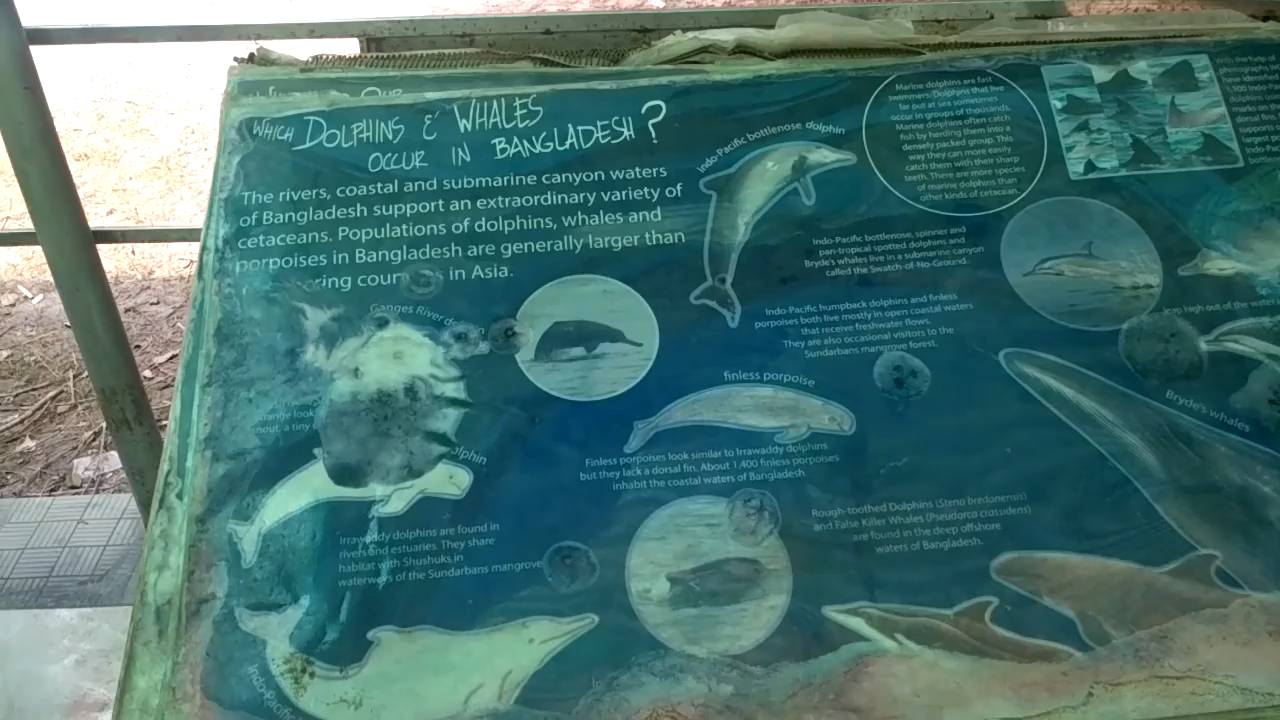 WHICH DOLPHINS & WHALES
OCCUR IN BANGLADESH?
The rivers, coastal and submarine canyon waters
of Bangladesh support an extraordinary variety of
cetaceans. Populations of dolphins, whales and
porpoises in Bangladesh are generally larger than
in Asia.
Indo-Pacific bottlenose dolphin
Marine dolphins are fast
swimmers. Dolphins that live
far out at sea sometimes
occur in groups of thousands.
Marine dolphins often catch
fish by herding them into a
densely packed group. This
way they can more easily
catch them with their sharp
teeth. There are more species
of marine dolphins than
other kinds of cetacean.
Indo-Pacific bottlenose, spinner and
pan-tropical spotted dolphins and
Bryde's whales live in a submarine canyon
called the Swatch-of-No-Ground.
Ganges River
Indo-Pacific humpback dolphins and finless
porpoises both live mostly in open coastal waters
that receive freshwater flows.
They are also occasional visitors to the
Sundarbans mangrove forest.
leap high out of the water
finless porpoise
Finless porpoises look similar to Irrawaddy dolphins
but they lack a dorsal fin. About 1,400 finless porpoises
inhabit the coastal waters of Bangladesh.
Bryde's whales
snout, a tiny
Irrawaddy dolphins are found in
rivers and estuaries. They share
habitat with Shushuks in
waterways of the Sundarbans mangrove
Rough-toothed Dolphins (Steno bredanensis)
and False Killer Whales (Pseudorca crassidens)
are found in the deep offshore
waters of Bangladesh.
Indo-Pacific